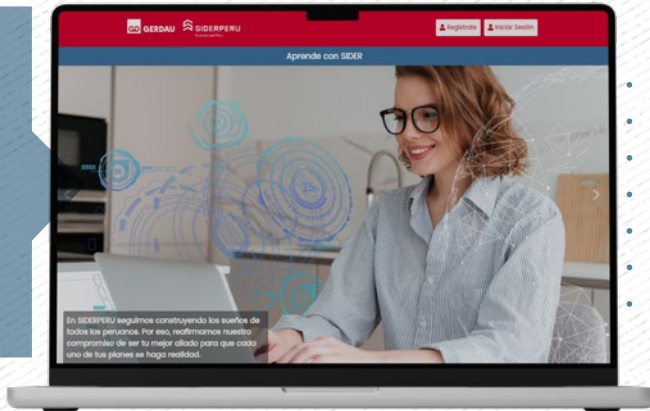 GD GERDAU SIDERPERU
Regístrate Iniciar Sesión
Aprende con SIDER
25%
En SIDERPERU seguimos construyendo los sueños de
todos los peruanos. Por eso, reafirmamos nuestro
compromiso de ser tu mejor aliado para que cada
uno de tus planes se haga realidad.